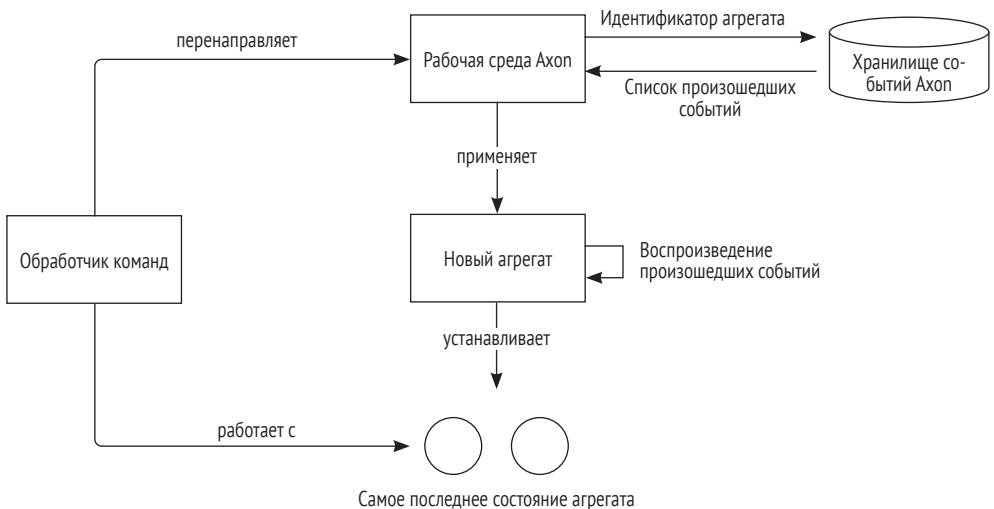 перенаправляет
Рабочая среда Axon
Идентификатор агрегата
Список произошедших
событий
Хранилище со-
бытий Axon
применяет
Обработчик команд
Новый агрегат
Воспроизведение
произошедших событий
устанавливает
работает с
Самое последнее состояние агрегата